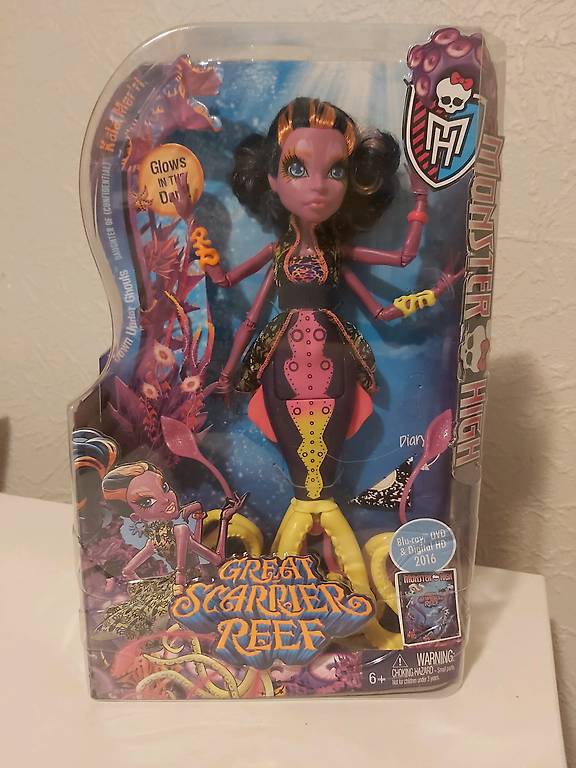 Kala Mer'ri
DAUGHTER OF (CONFIDENTIAL)
Down Under Ghouls
Glows
IN THE
Dark
MH
MONSTER HIGH
Diary
Blu-ray, DVD
& Digital HD
2016
MONSTER HIGH
GREAT
SCARRIER
REEF
6+
WARNING:
CHOKING HAZARD - Small parts.
Not for children under 3 years.